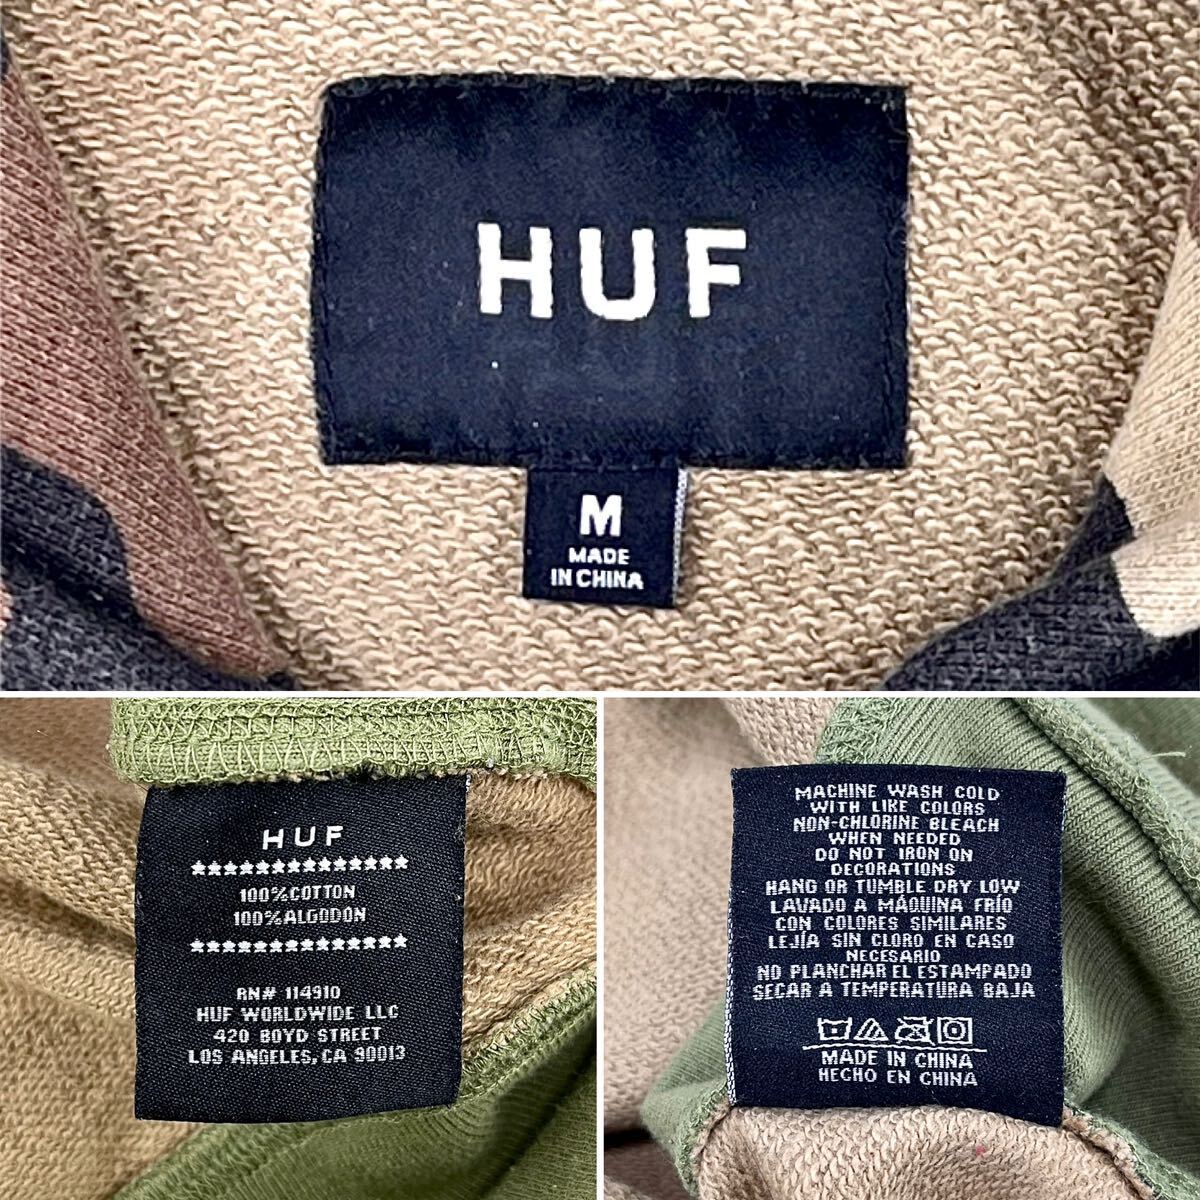 HUF
M
MADE
IN CHINA
HUF
100%COTTON
100%ALGODÓN
RN# 114910
HUF WORLDWIDE LLC
420 BOYD STREET
LOS ANGELES, CA 90013
MACHINE WASH COLD
WITH LIKE COLORS
NON-CHLORINE BLEACH
WHEN NEEDED
DO NOT IRON ON
DECORATIONS
HANG OR TUMBLE DRY LOW
LAVADO A MÁQUINA FRÍO
CON COLORES SIMILARES
LEJÍA SIN CLORO EN CASO
NECESARIO
NO PLANCHAR EL ESTAMPADO
SECAR A TEMPERATURA BAJA
MADE IN CHINA
HECHO EN CHINA